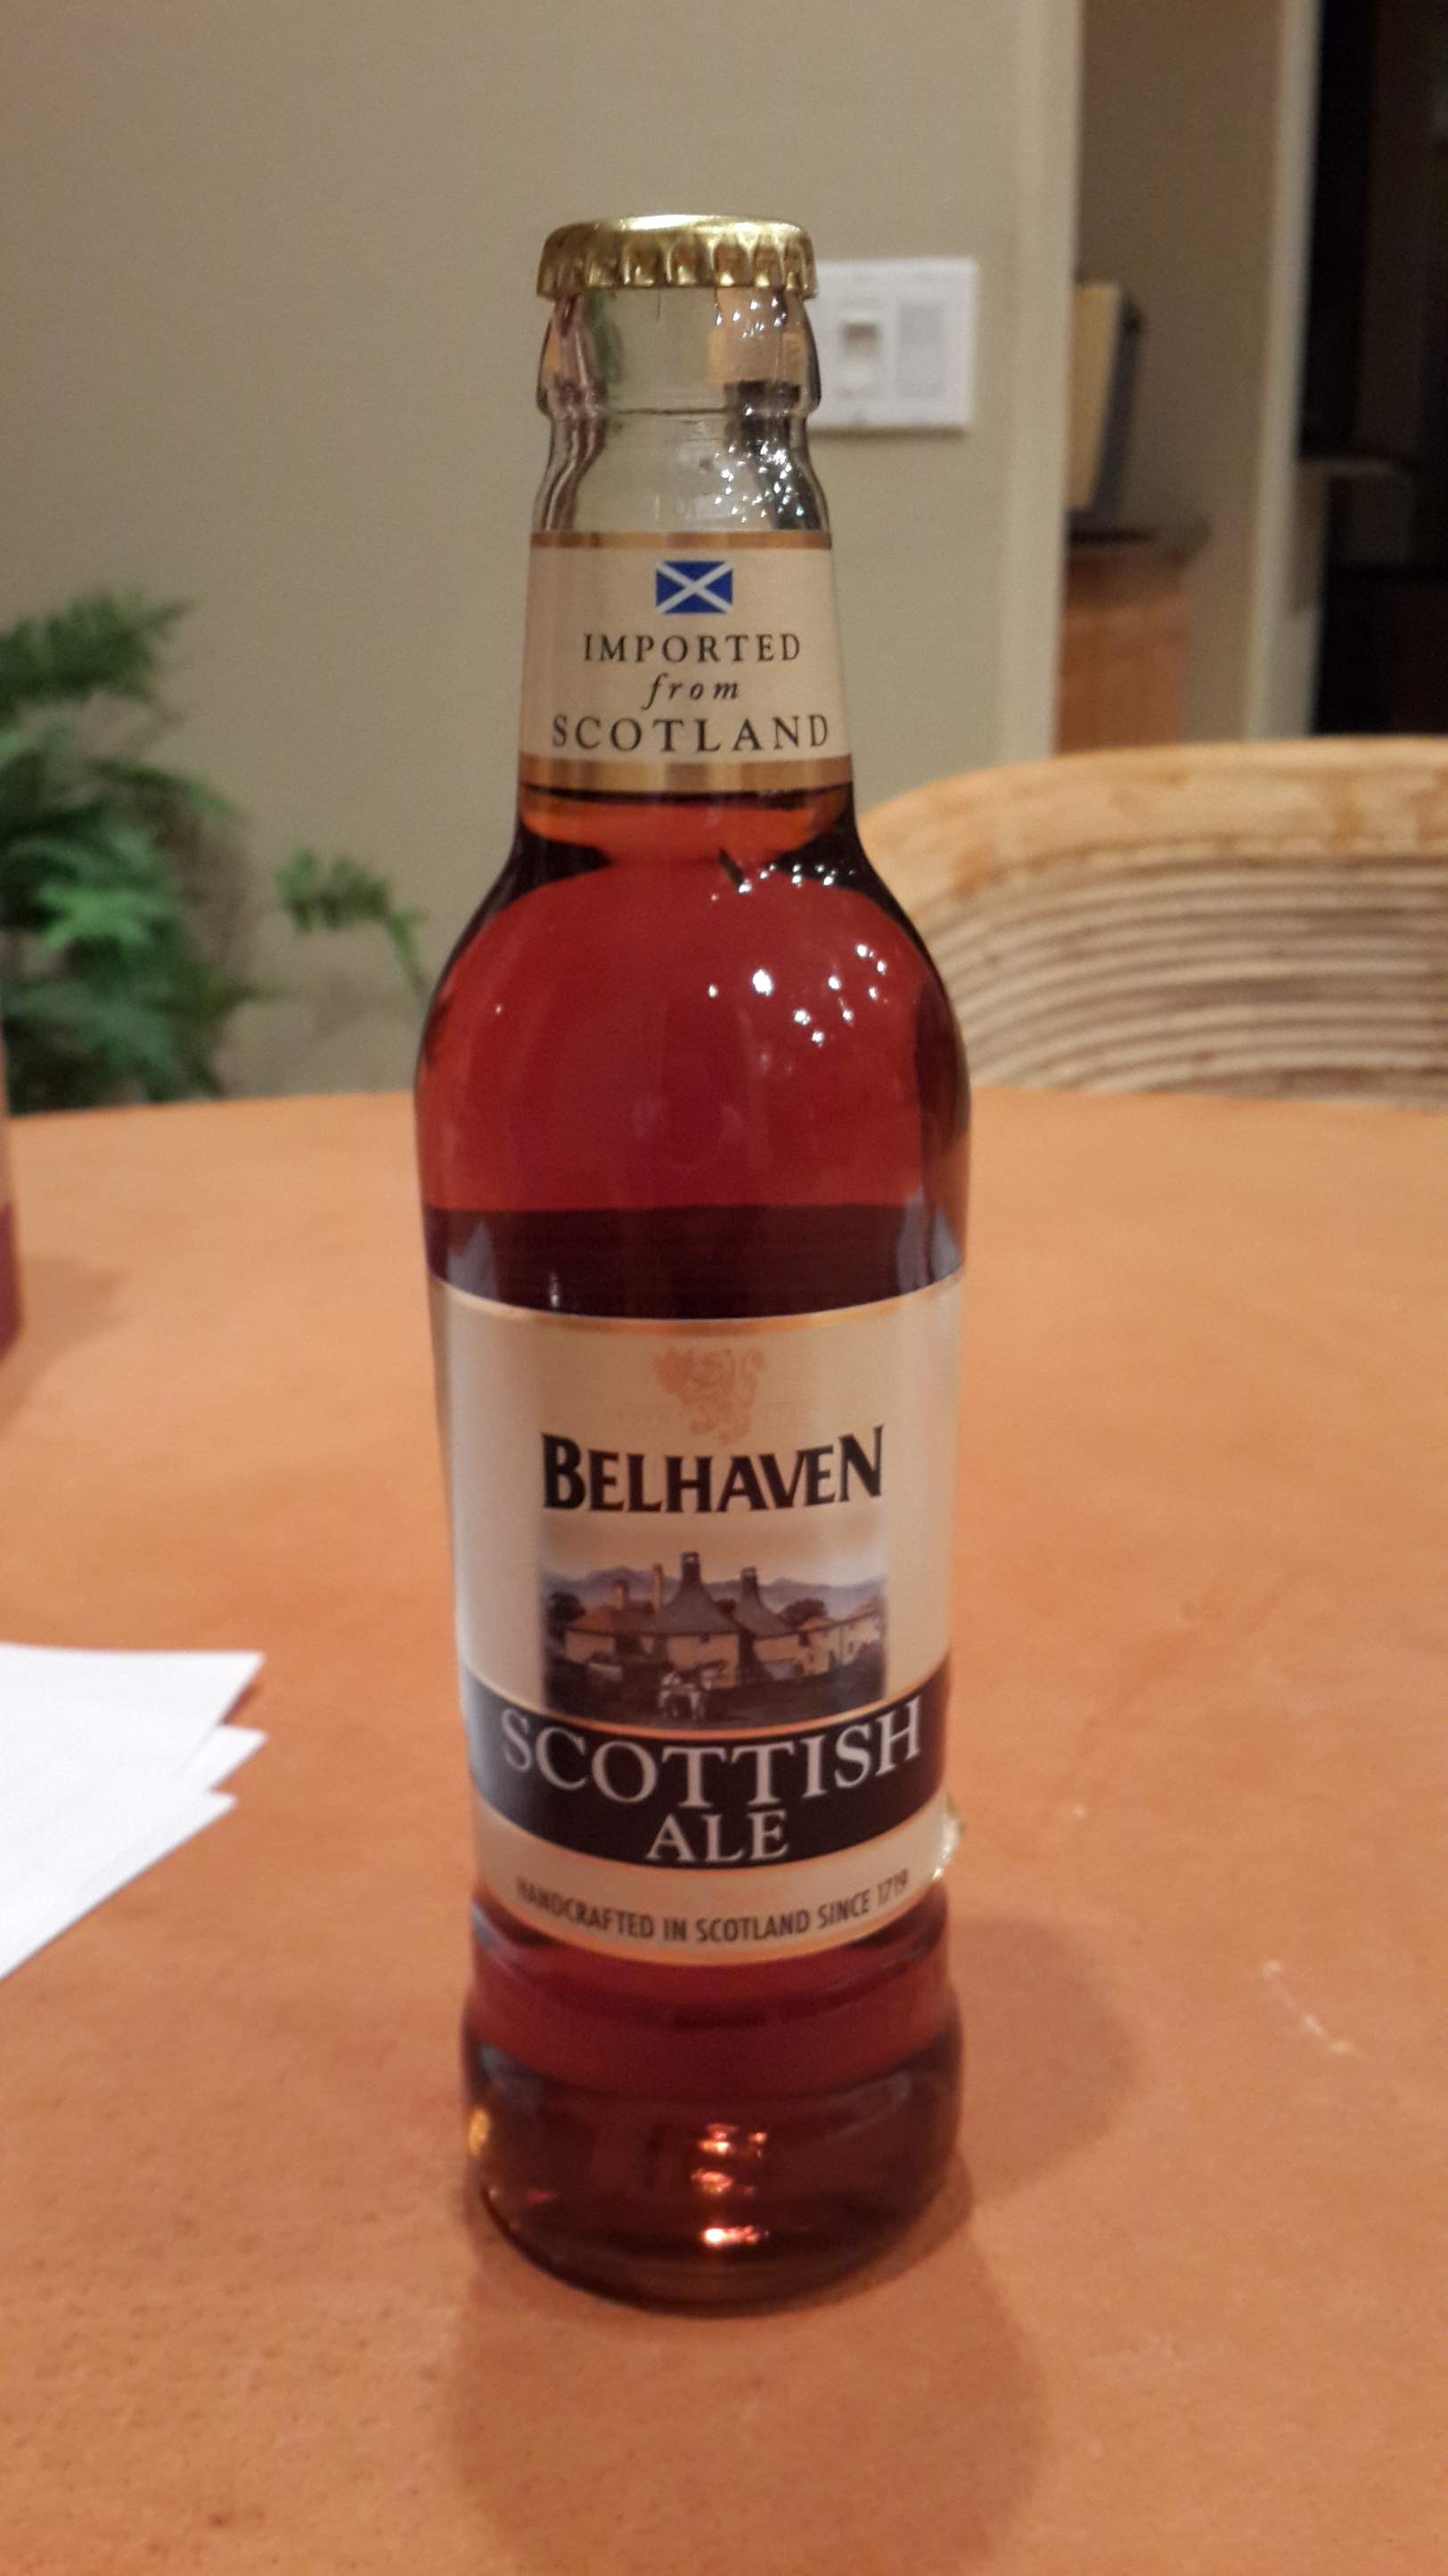 IMPORTED
from
SCOTLAND
BELHAVEN
SCOTTISH
ALE
HANDCRAFTED IN SCOTLAND SINCE 1719